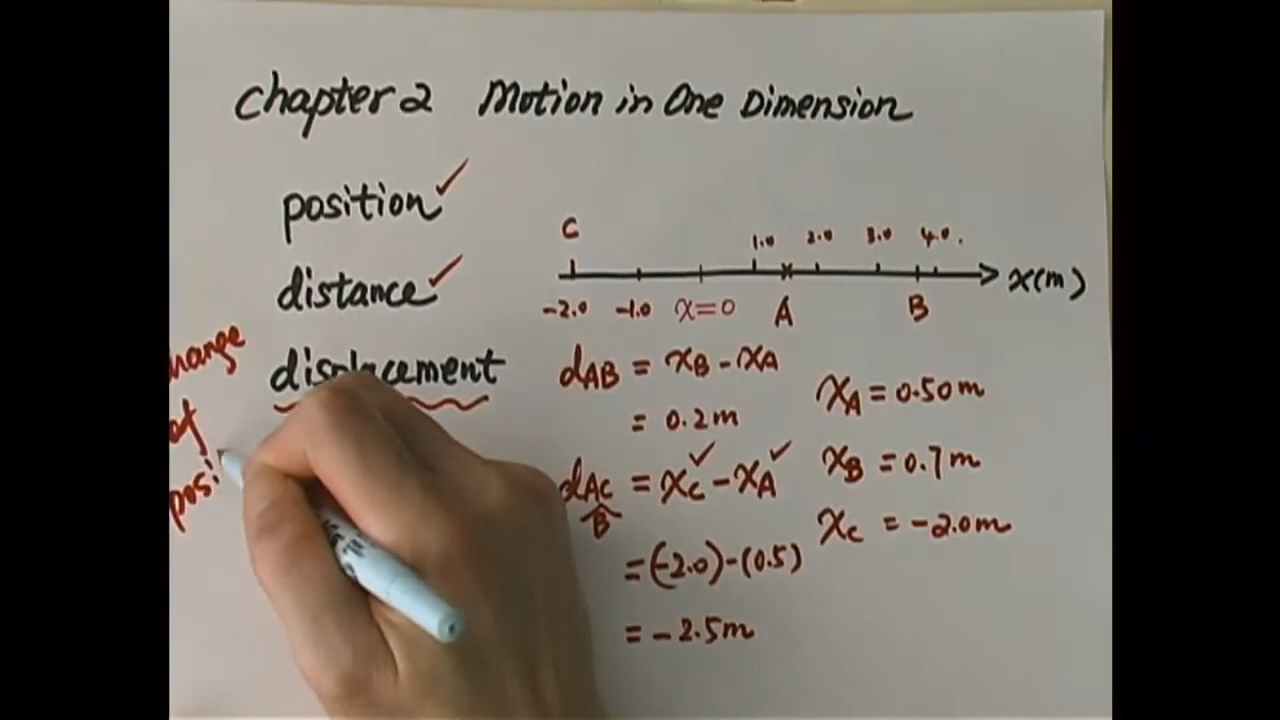 chapter 2 Motion in One Dimension
position ✓
distance ✓
displacement
hange
of
posi
C
1.0 2.0 3.0 4.0.
x(m)
-2.0 -1.0 x=0 A B
dAB = xB - xA
= 0.2m
dAC = xC ✓ - xA ✓
B
= (-2.0)-(0.5)
= -2.5m
xA = 0.50m
xB = 0.7m
xC = -2.0m